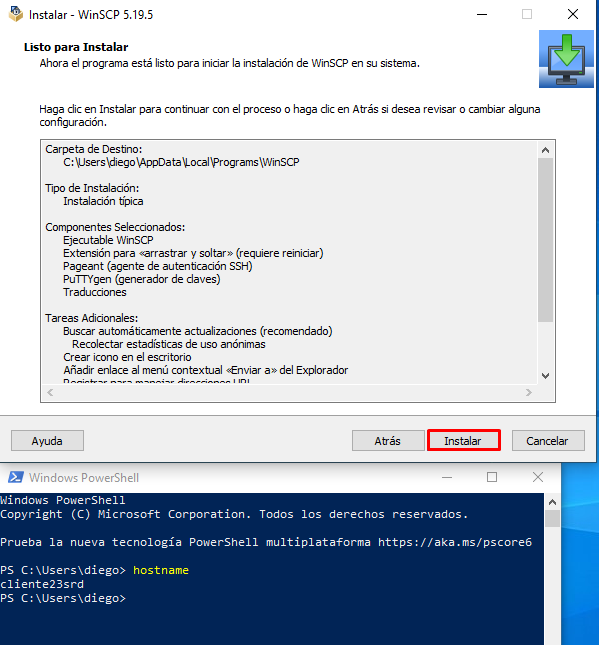 Instalar - WinSCP 5.19.5
Listo para Instalar
Ahora el programa está listo para iniciar la instalación de WinSCP en su sistema.
Haga clic en Instalar para continuar con el proceso o haga clic en Atrás si desea revisar o cambiar alguna
configuración.
Carpeta de Destino:
C:\Users\diego\AppData\Local\Programs\WinSCP
Tipo de Instalación:
Instalación típica
Componentes Seleccionados:
Ejecutable WinSCP
Extensión para «arrastrar y soltar» (requiere reiniciar)
Pageant (agente de autenticación SSH)
PuTTYgen (generador de claves)
Traducciones
Tareas Adicionales:
Buscar automáticamente actualizaciones (recomendado)
Recolectar estadísticas de uso anónimas
Crear icono en el escritorio
Añadir enlace al menú contextual «Enviar a» del Explorador
Registrar para manejar direcciones URL
Ayuda Atrás Instalar Cancelar
Windows PowerShell
Windows PowerShell
Copyright (C) Microsoft Corporation. Todos los derechos reservados.
Prueba la nueva tecnología PowerShell multiplataforma https://aka.ms/pscore6
PS C:\Users\diego> hostname
cliente23srd
PS C:\Users\diego>